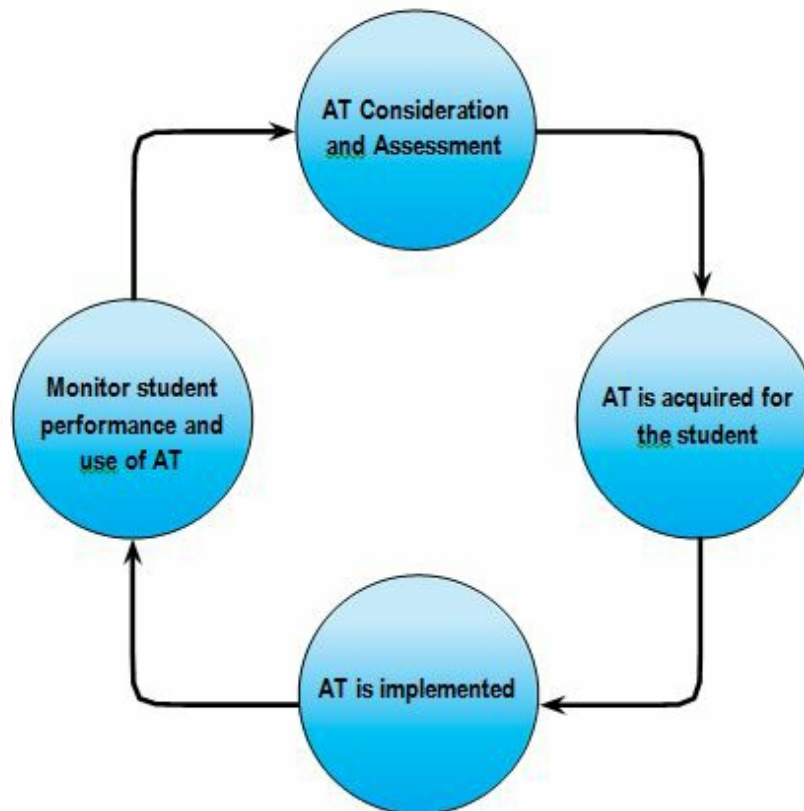 AT Consideration
and Assessment
AT is acquired for
the student
AT is implemented
Monitor student
performance and
use of AT